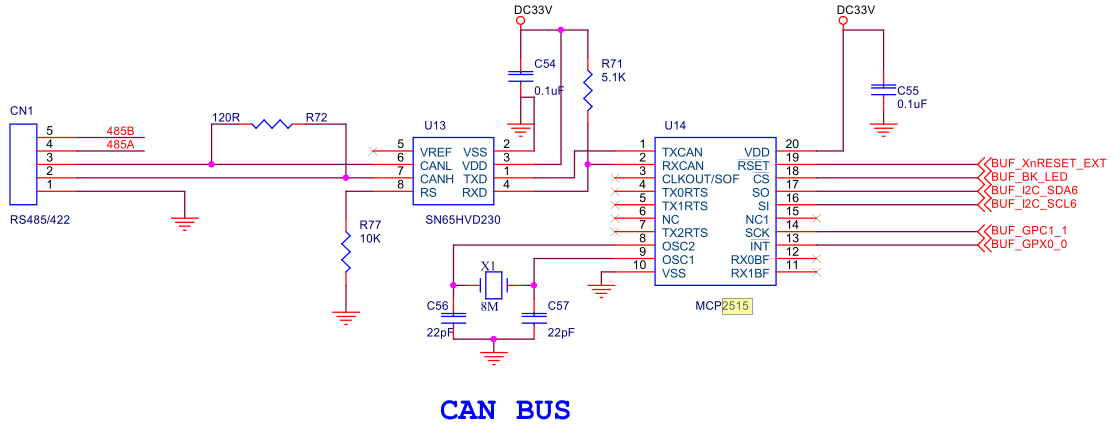 DC33V
DC33V
C54
0.1uF
R71
5.1K
C55
0.1uF
CN1
120R
R72
5
4
3
2
1
485B
485A
RS485/422
U13
5
6
7
8
VREF
CANL
CANH
RS
VSS
VDD
TXD
RXD
2
3
1
4
SN65HVD230
R77
10K
U14
1
2
3
4
5
6
7
8
9
10
TXCAN
RXCAN
CLKOUT/SOF
TX0RTS
TX1RTS
NC
TX2RTS
OSC2
OSC1
VSS
VDD
RSET
CS
SO
SI
NC1
SCK
INT
RX0BF
RX1BF
20
19
18
17
16
15
14
13
12
11
BUF_XnRESET_EXT
BUF_BK_LED
BUF_I2C_SDA6
BUF_I2C_SCL6
BUF_GPC1_1
BUF_GPX0_0
MCP2515
X1
8M
C56
22pF
C57
22pF
CAN BUS